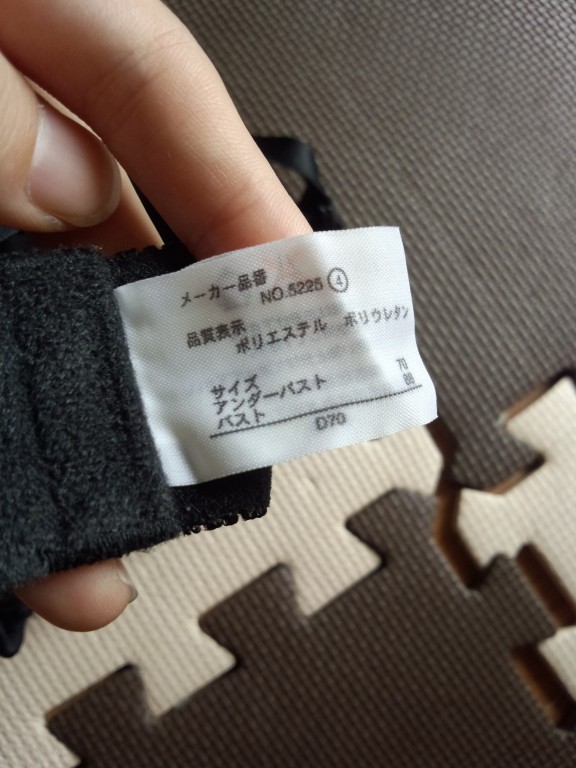 メーカー品番
NO.5225 ④
品質表示
ポリエステル ポリウレタン
サイズ
アンダーバスト 70
バスト 88
D70